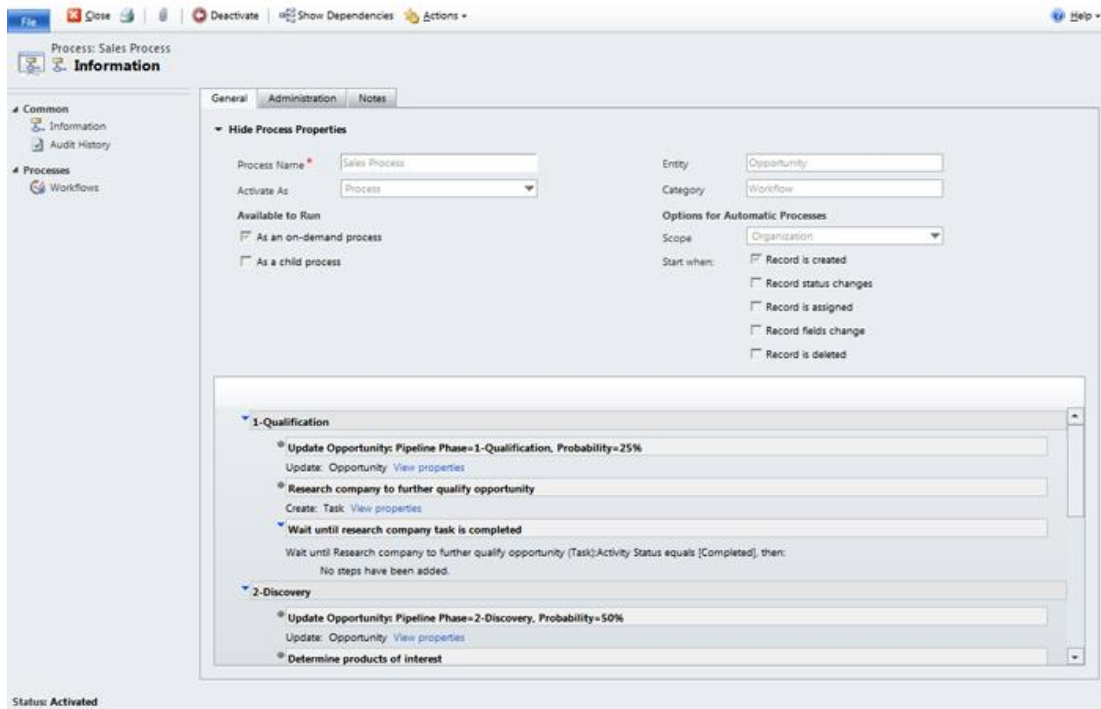 File Close Deactivate Show Dependencies Actions Help
Process: Sales Process
Information
Common
Information
Audit History
Processes
Workflows
General Administration Notes
Hide Process Properties
Process Name * Sales Process Entity Opportunity
Activate As Process Category Workflow
Available to Run Options for Automatic Processes
As an on-demand process Scope Organization
As a child process Start when: Record is created
Record status changes
Record is assigned
Record fields change
Record is deleted
1-Qualification
Update Opportunity: Pipeline Phase=1-Qualification, Probability=25%
Update: Opportunity View properties
Research company to further qualify opportunity
Create: Task View properties
Wait until research company task is completed
Wait until Research company to further qualify opportunity (Task):Activity Status equals [Completed], then:
No steps have been added.
2-Discovery
Update Opportunity: Pipeline Phase=2-Discovery, Probability=50%
Update: Opportunity View properties
Determine products of interest
Status: Activated